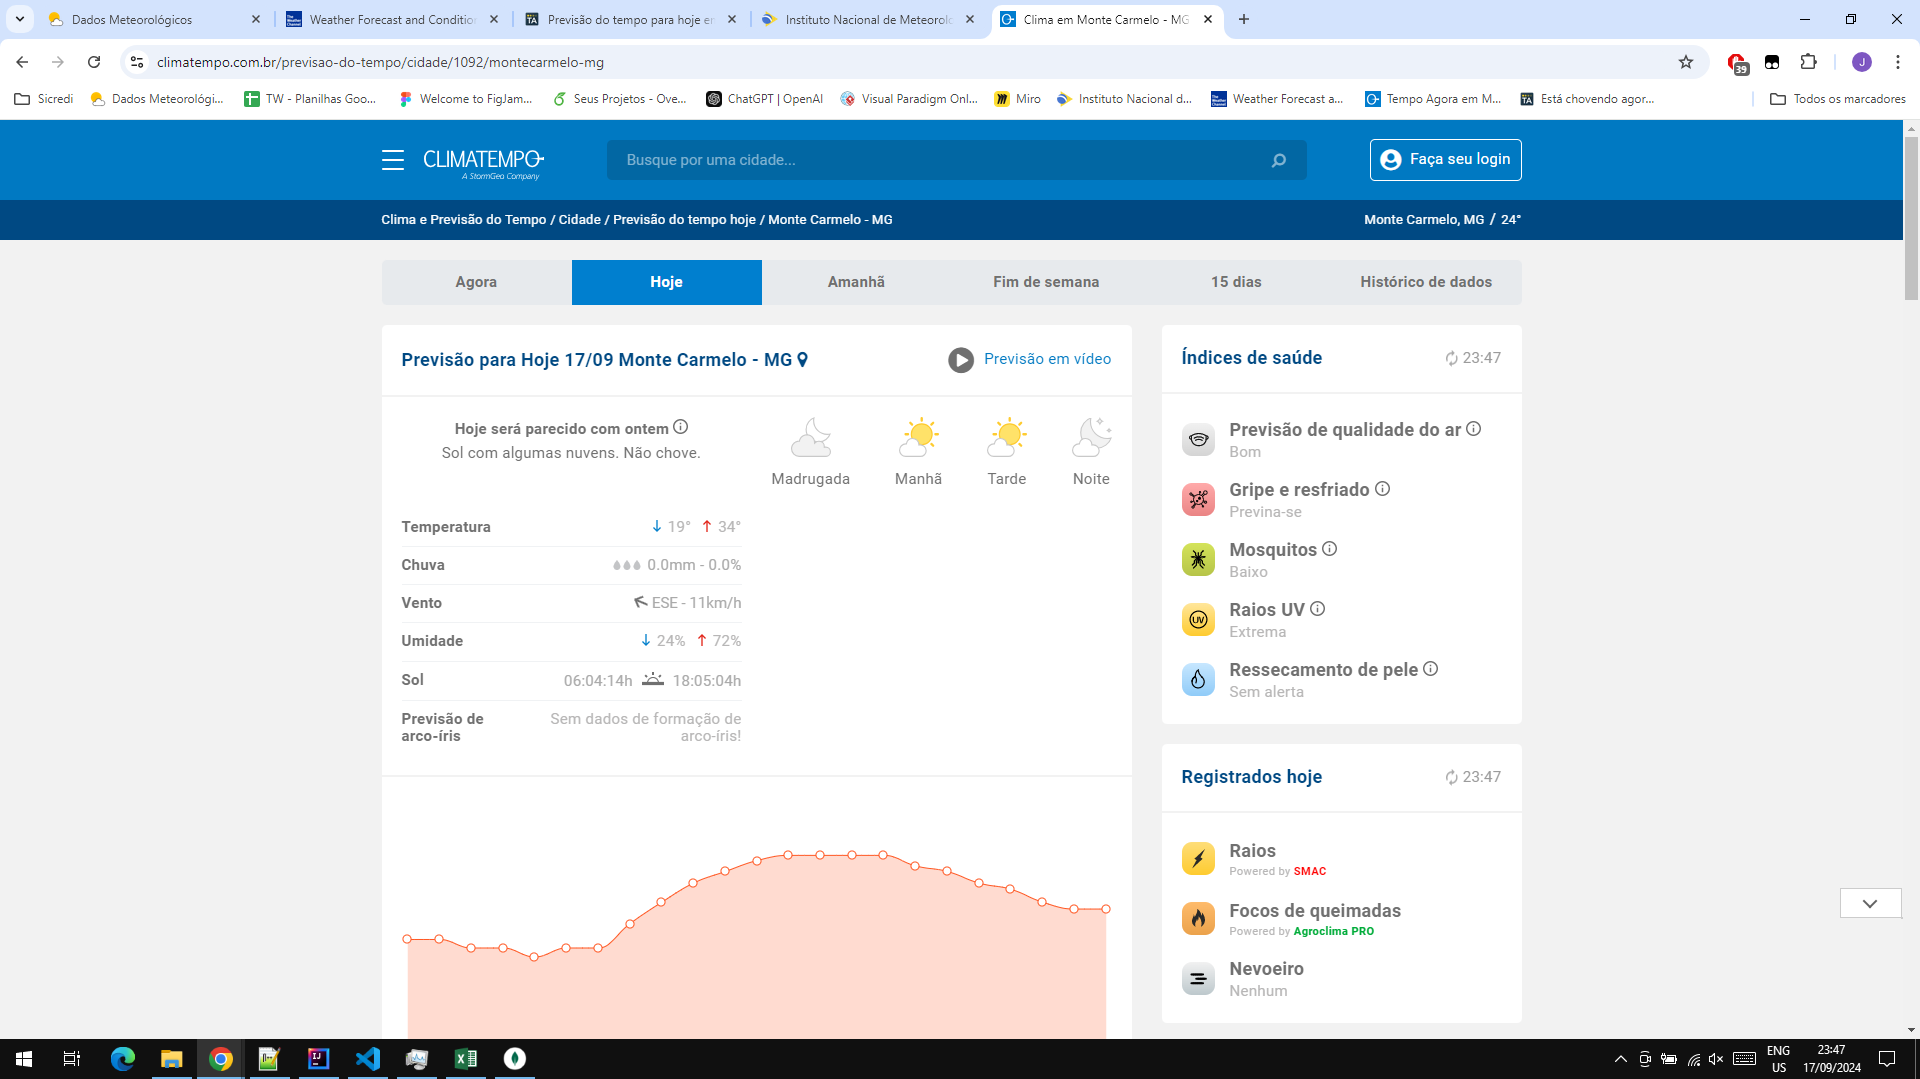 Dados Meteorológicos
Weather Forecast and Conditio
Previsão do tempo para hoje e
Instituto Nacional de Meteorol
Clima em Monte Carmelo - MG
climatempo.com.br/previsao-do-tempo/cidade/1092/montecarmelo-mg
39
J
Sicredi
Dados Meteorológi...
TW - Planilhas Goo...
Welcome to FigJam...
Seus Projetos - Ove...
ChatGPT | OpenAI
Visual Paradigm Onl...
Miro
Instituto Nacional d...
Weather Forecast a...
Tempo Agora em M...
Está chovendo agor...
Todos os marcadores
CLIMATEMPO
A StormGeo Company
Busque por uma cidade...
Faça seu login
Clima e Previsão do Tempo / Cidade / Previsão do tempo hoje / Monte Carmelo - MG
Monte Carmelo, MG / 24°
Agora
Hoje
Amanhã
Fim de semana
15 dias
Histórico de dados
Previsão para Hoje 17/09 Monte Carmelo - MG
Previsão em vídeo
Hoje será parecido com ontem
Sol com algumas nuvens. Não chove.
Madrugada
Manhã
Tarde
Noite
Temperatura
↓ 19° ↑ 34°
Chuva
0.0mm - 0.0%
Vento
ESE - 11km/h
Umidade
↓ 24% ↑ 72%
Sol
06:04:14h 18:05:04h
Previsão de
arco-íris
Sem dados de formação de
arco-íris!
Índices de saúde
23:47
Previsão de qualidade do ar
Bom
Gripe e resfriado
Previna-se
Mosquitos
Baixo
UV
Raios UV
Extrema
Ressecamento de pele
Sem alerta
Registrados hoje
23:47
Raios
Powered by SMAC
Focos de queimadas
Powered by Agroclima PRO
Nevoeiro
Nenhum
ENG
US
23:47
17/09/2024